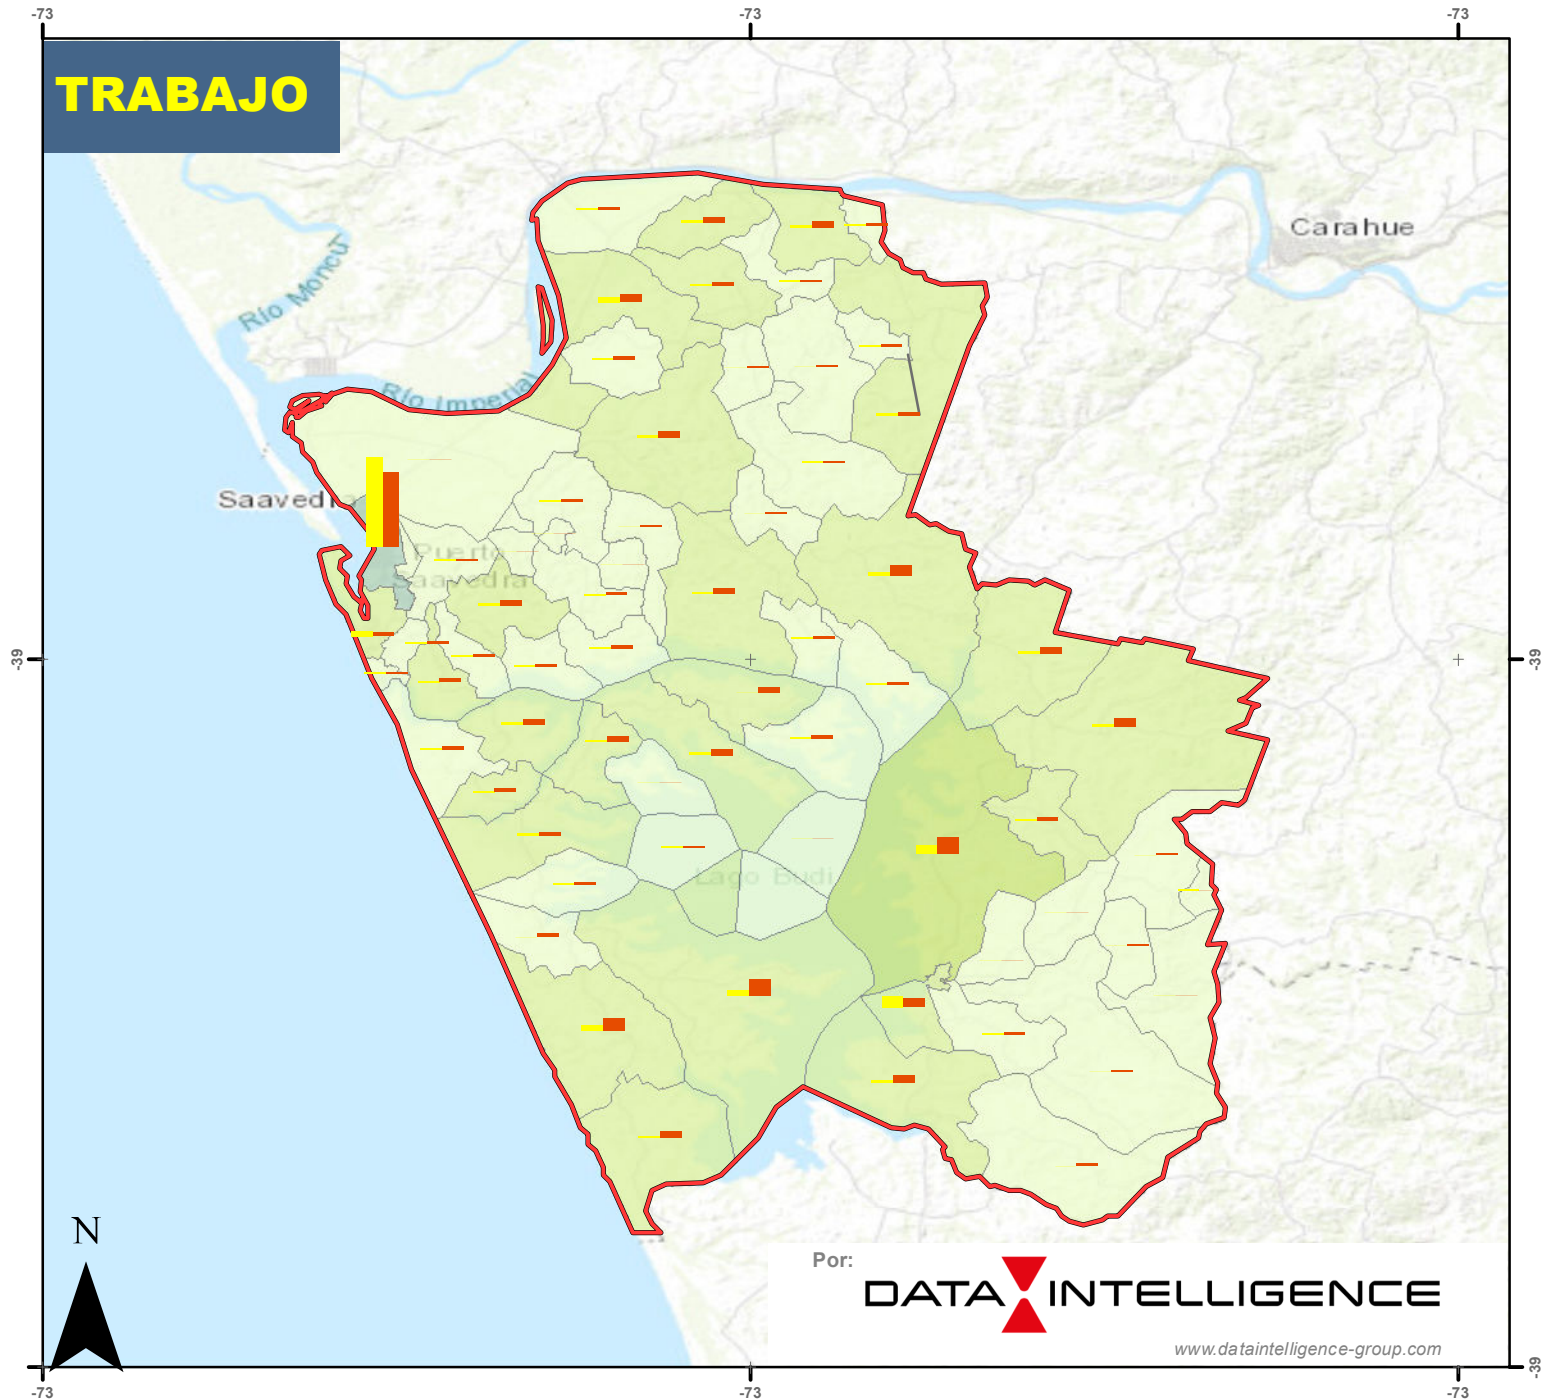 -73
-73
-73
TRABAJO
Carahue
Río Moncul
Río Imperial
Saavedra
Puerto
Saavedra
-39
-39
Lago Budi
N
Por:
DATA INTELLIGENCE
www.dataintelligence-group.com
-39
-73
-73
-73